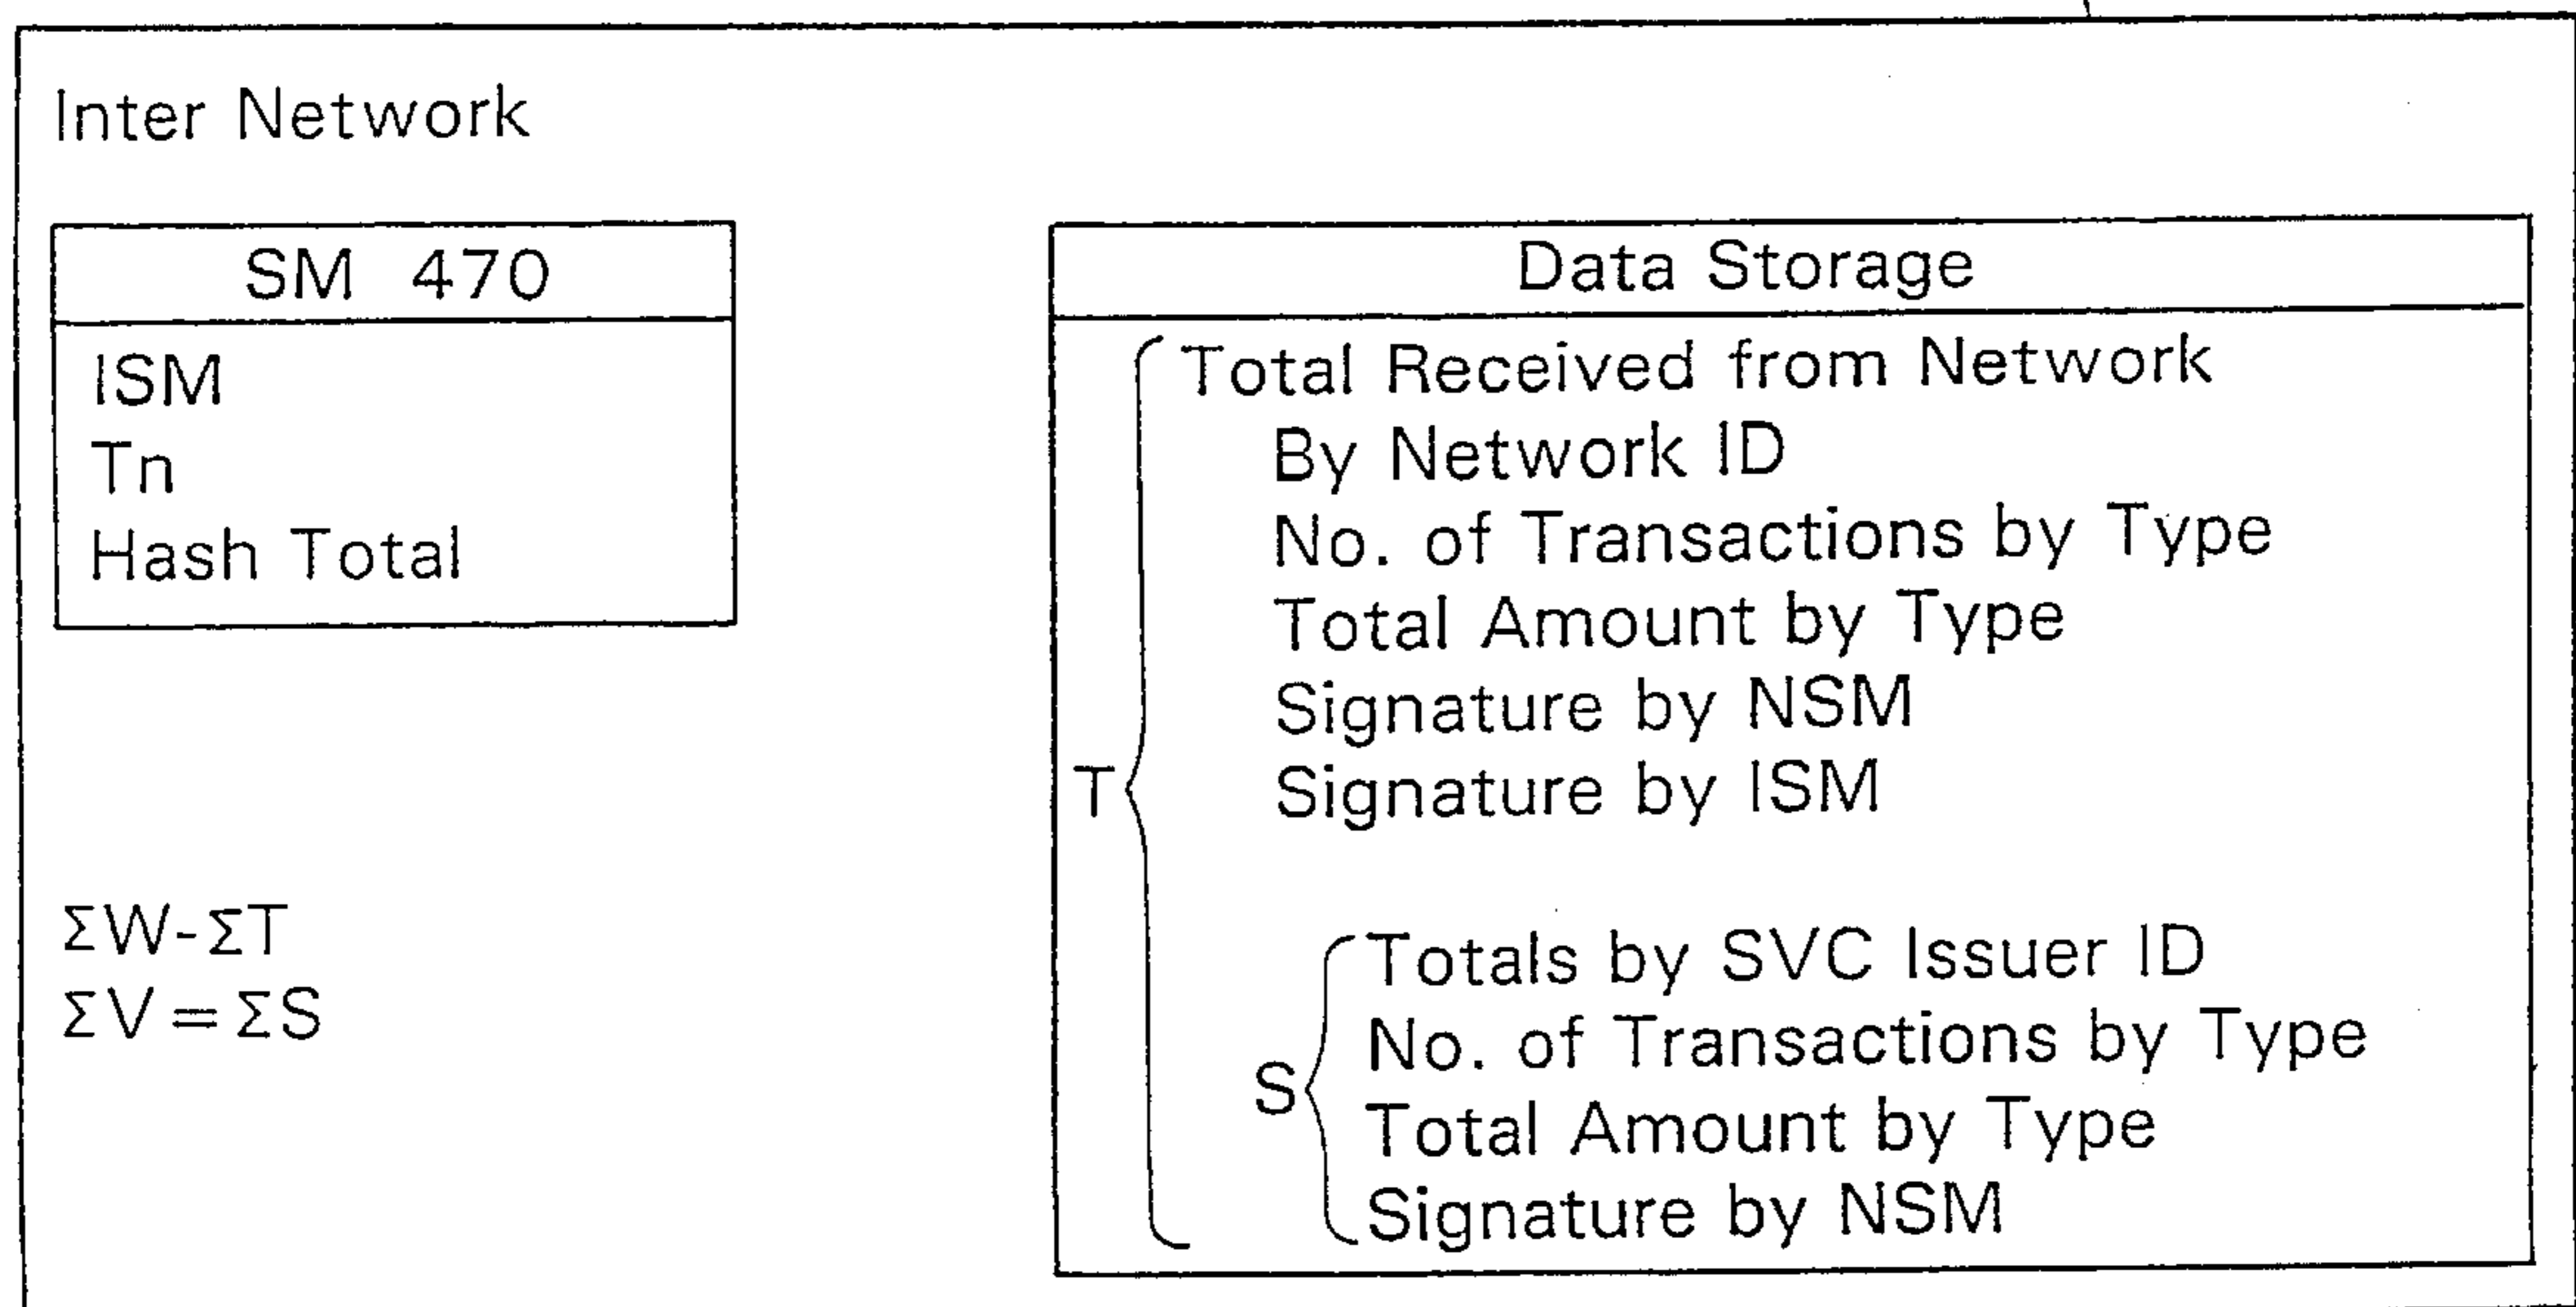 Inter Network
SM 470
ISM
Tn
Hash Total
ΣW-ΣT
ΣV=ΣS
Data Storage
T
Total Received from Network
By Network ID
No. of Transactions by Type
Total Amount by Type
Signature by NSM
Signature by ISM
S
Totals by SVC Issuer ID
No. of Transactions by Type
Total Amount by Type
Signature by NSM